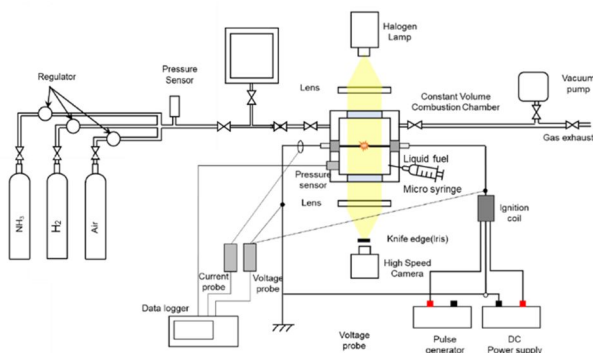 Halogen
Lamp
Regulator
Pressure
Sensor
Lens
Constant Volume
Combustion Chamber
Vacuum
pump
Gas exhaust
Liquid fuel
Pressure
sensor
Micro syringe
Lens
Ignition
coil
NH3
H2
Air
Knife edge(Iris)
High Speed
Camera
Current
probe
Voltage
probe
Data logger
Voltage
probe
Pulse
generator
DC
Power supply